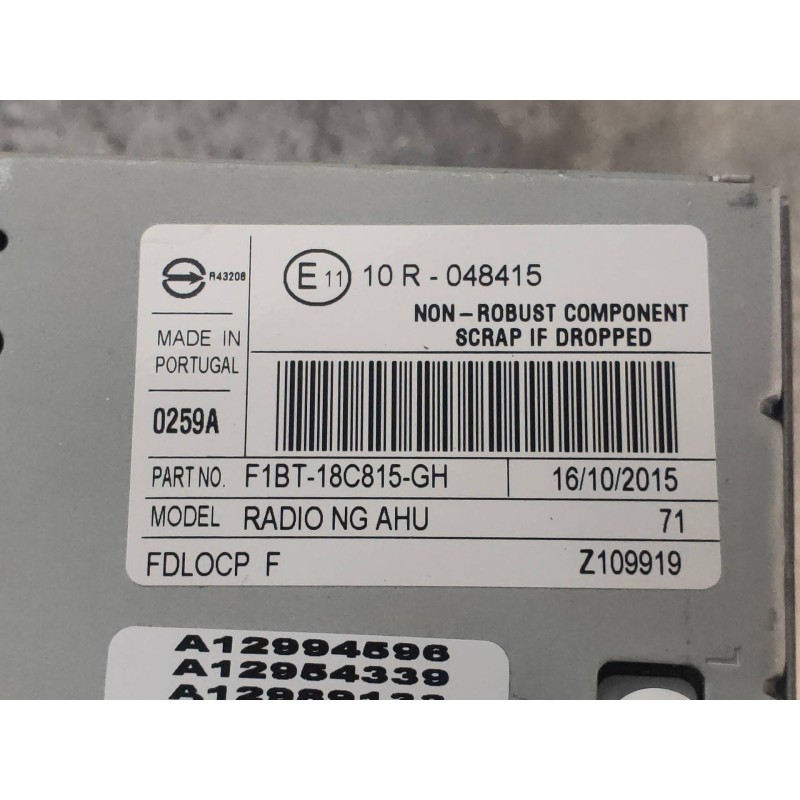 R43208
E 11 10 R - 048415
NON-ROBUST COMPONENT
SCRAP IF DROPPED
MADE IN
PORTUGAL
0259A
PART NO. F1BT-18C815-GH 16/10/2015
MODEL RADIO NG AHU 71
FDLOCP F Z109919
A12994596
A12954339